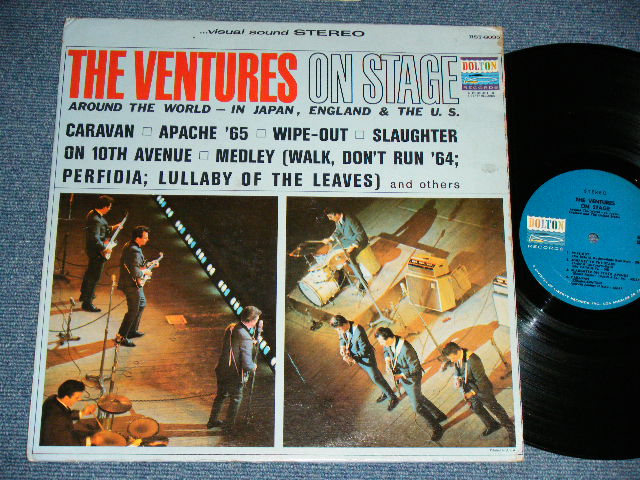 ...visual sound STEREO
THE VENTURES ON STAGE
AROUND THE WORLD – IN JAPAN, ENGLAND & THE U. S.
CARAVAN □ APACHE '65 □ WIPE-OUT □ SLAUGHTER
ON 10TH AVENUE □ MEDLEY (WALK, DON'T RUN '64;
PERFIDIA; LULLABY OF THE LEAVES) and others
DOLTON
RECORDS
DOLTON
RECORDS
STEREO
THE VENTURES
ON STAGE